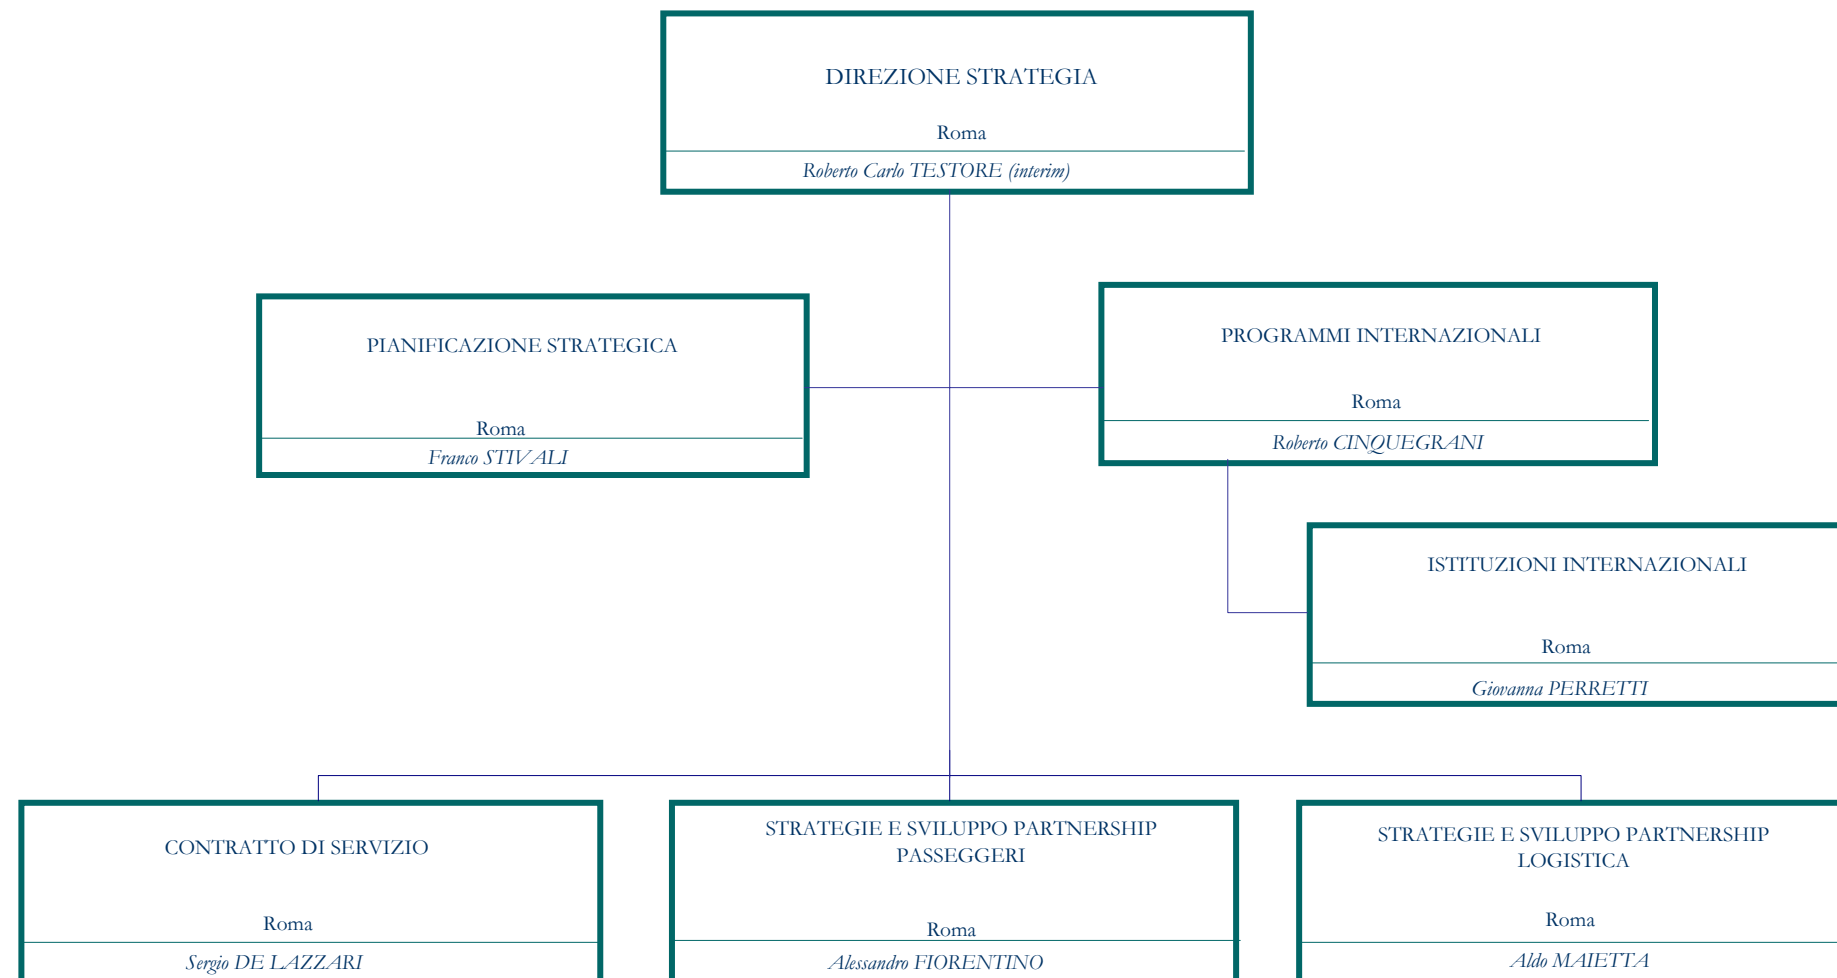 DIREZIONE STRATEGIA
Roma
Roberto Carlo TESTORE (interim)
PIANIFICAZIONE STRATEGICA
Roma
Franco STIVALI
PROGRAMMI INTERNAZIONALI
Roma
Roberto CINQUEGRANI
ISTITUZIONI INTERNAZIONALI
Roma
Giovanna PERRETTI
CONTRATTO DI SERVIZIO
Roma
Sergio DE LAZZARI
STRATEGIE E SVILUPPO PARTNERSHIP
PASSEGGERI
Roma
Alessandro FIORENTINO
STRATEGIE E SVILUPPO PARTNERSHIP
LOGISTICA
Roma
Aldo MAIETTA